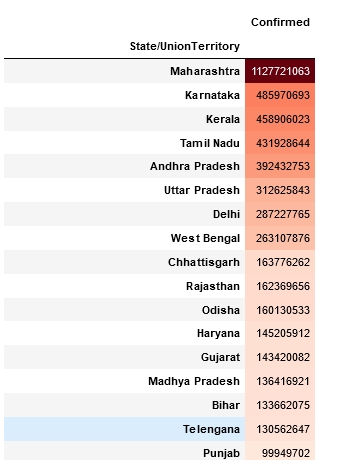 Confirmed
State/UnionTerritory
Maharashtra 1127721063
Karnataka 485970693
Kerala 458906023
Tamil Nadu 431928644
Andhra Pradesh 392432753
Uttar Pradesh 312625843
Delhi 287227765
West Bengal 263107876
Chhattisgarh 163776262
Rajasthan 162369656
Odisha 160130533
Haryana 145205912
Gujarat 143420082
Madhya Pradesh 136416921
Bihar 133662075
Telengana 130562647
Punjab 99949702